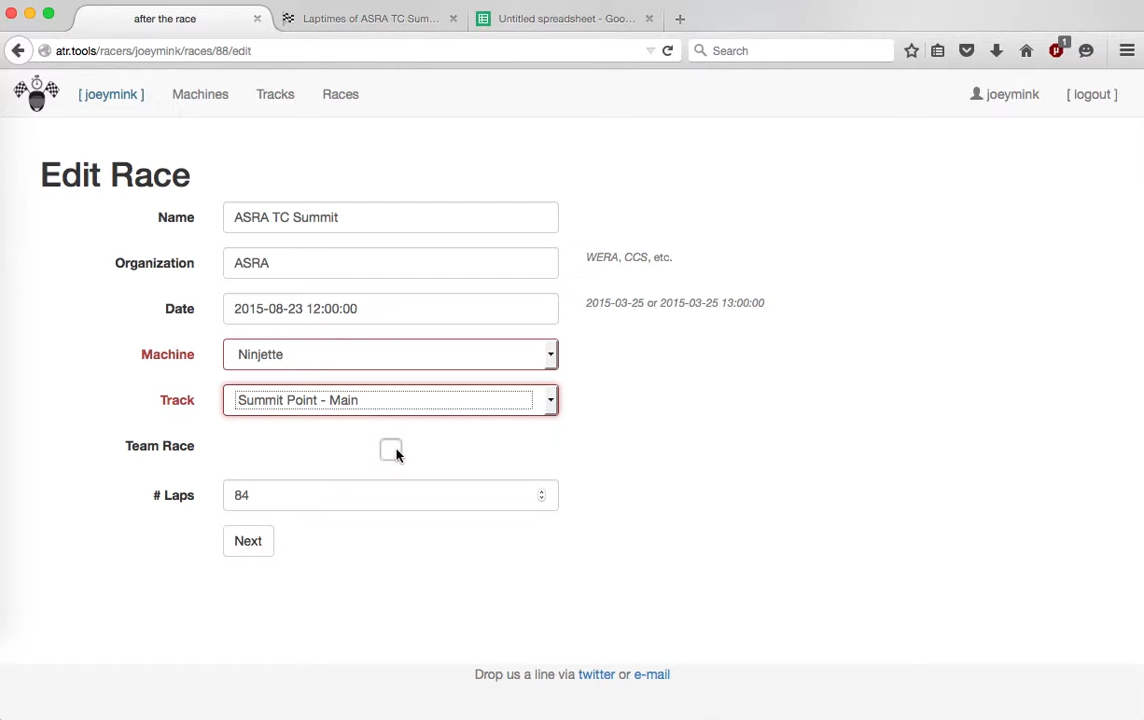 after the race
Laptimes of ASRA TC Sum...
Untitled spreadsheet - Goo...
atr.tools/racers/joeymink/races/88/edit
Search
1
[ joeymink ]
Machines
Tracks
Races
joeymink
[ logout ]
Edit Race
Name
ASRA TC Summit
Organization
ASRA
WERA, CCS, etc.
Date
2015-08-23 12:00:00
2015-03-25 or 2015-03-25 13:00:00
Machine
Ninjette
Track
Summit Point - Main
Team Race
# Laps
84
Next
Drop us a line via twitter or e-mail